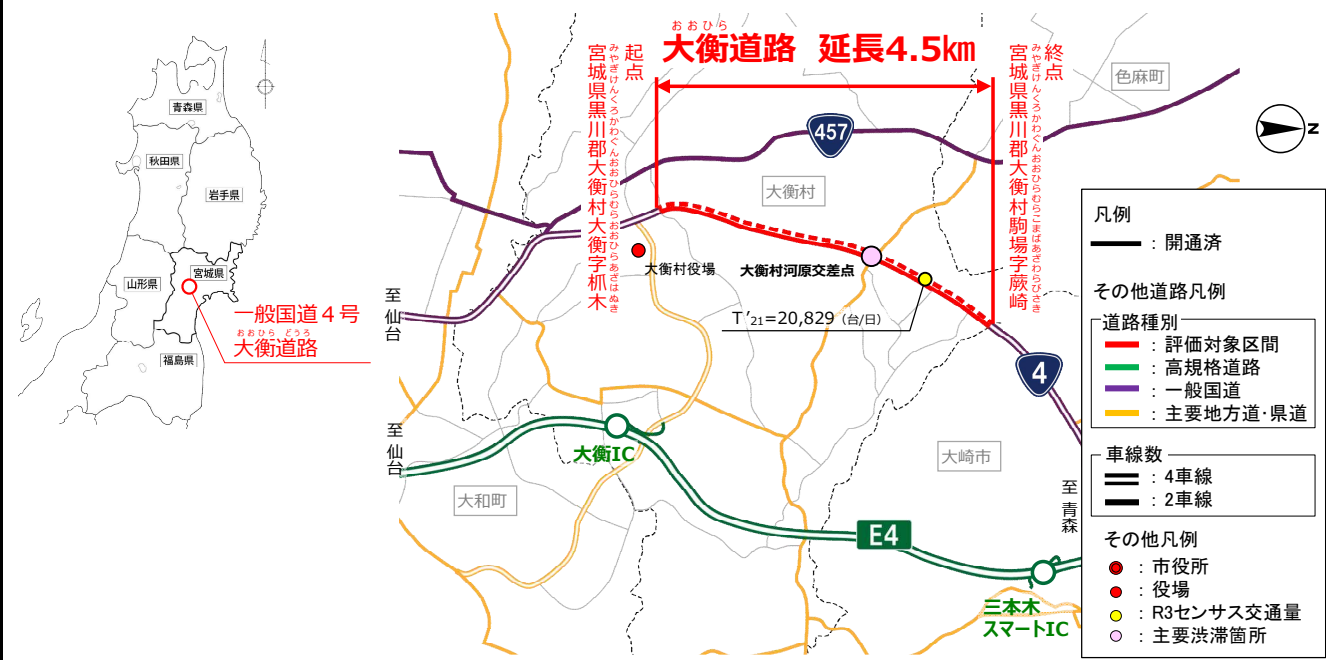 青森県
秋田県
岩手県
山形県
宮城県
福島県
一般国道4号
おおひら どうろ
大衡道路
おおひら
大衡道路 延長4.5km
起点
みやぎけんくろかわぐんおおひらむらおおひらあざはぬき
宮城県黒川郡大衡村大衡字枛木
終点
みやぎけんくろかわぐんおおひらむらこまばあざわらびさき
宮城県黒川郡大衡村駒場字蕨崎
色麻町
457
大衡村
N
大衡村役場
大衡村河原交差点
T'21=20,829(台/日)
至 仙台
4
至 仙台
大衡IC
大和町
大崎市
至 青森
E4
三本木
スマートIC
凡例
:開通済
その他道路凡例
道路種別
:評価対象区間
:高規格道路
:一般国道
:主要地方道・県道
車線数
:4車線
:2車線
その他凡例
:市役所
:役場
:R3センサス交通量
:主要渋滞箇所